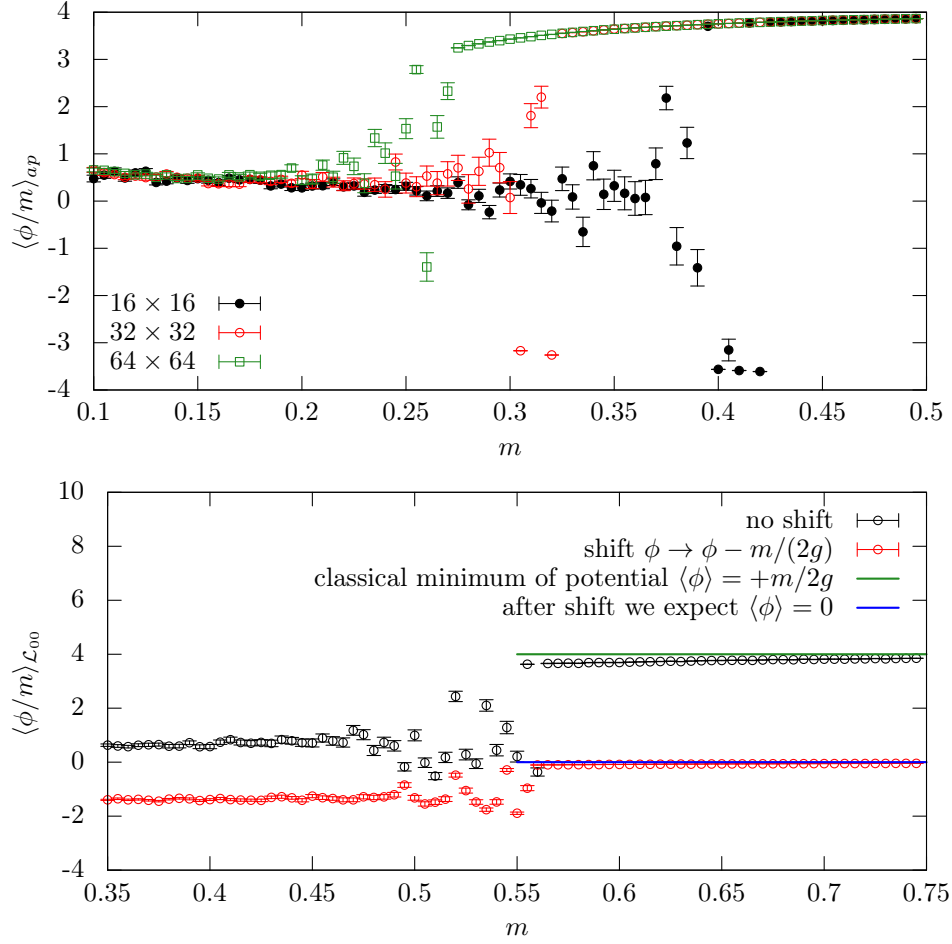 4
3
2
1
0
-1
-2
-3
-4
⟨ϕ/m⟩ap
16 × 16
32 × 32
64 × 64
0.1 0.15 0.2 0.25 0.3 0.35 0.4 0.45 0.5
m
10
8
6
4
2
0
-2
-4
⟨ϕ/m⟩ℒ₀₀
no shift
shift ϕ → ϕ − m/(2g)
classical minimum of potential ⟨ϕ⟩ = +m/2g
after shift we expect ⟨ϕ⟩ = 0
0.35 0.4 0.45 0.5 0.55 0.6 0.65 0.7 0.75
m